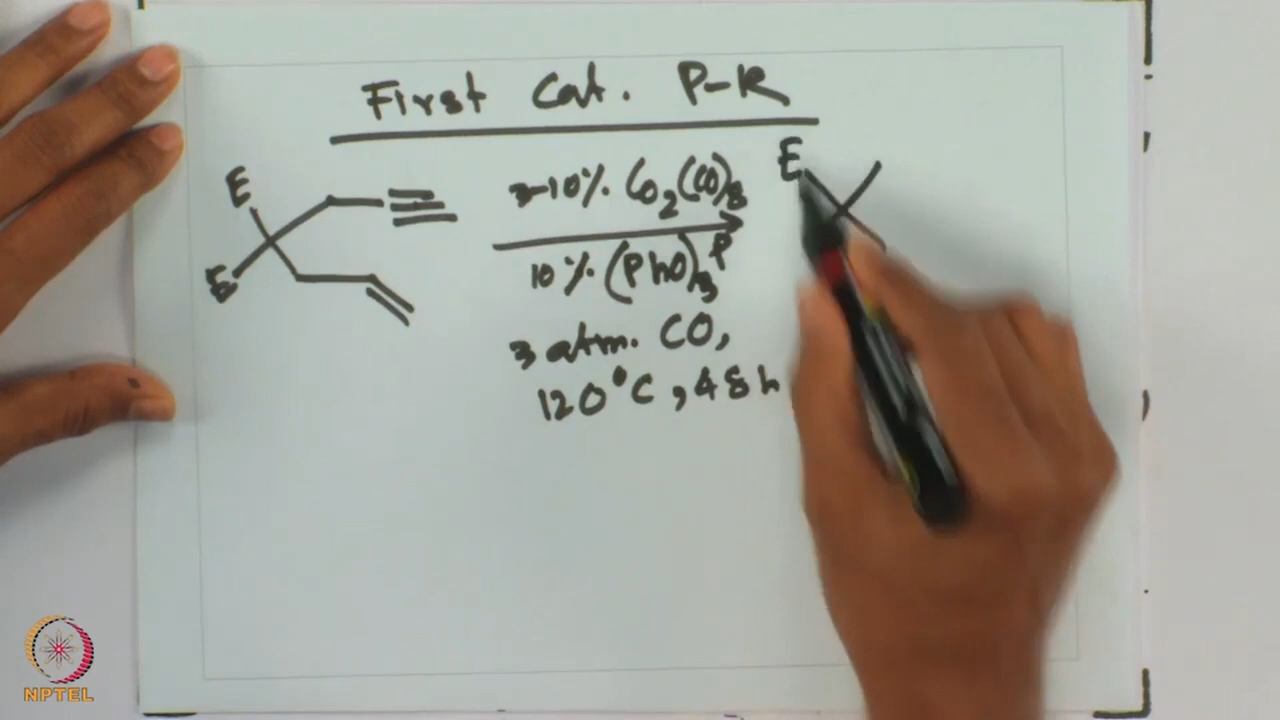 First Cat. P-R
E
E
3-10% Co2(CO)8
10% (PhO)3P
3 atm. CO,
120°C, 48h
E
NPTEL